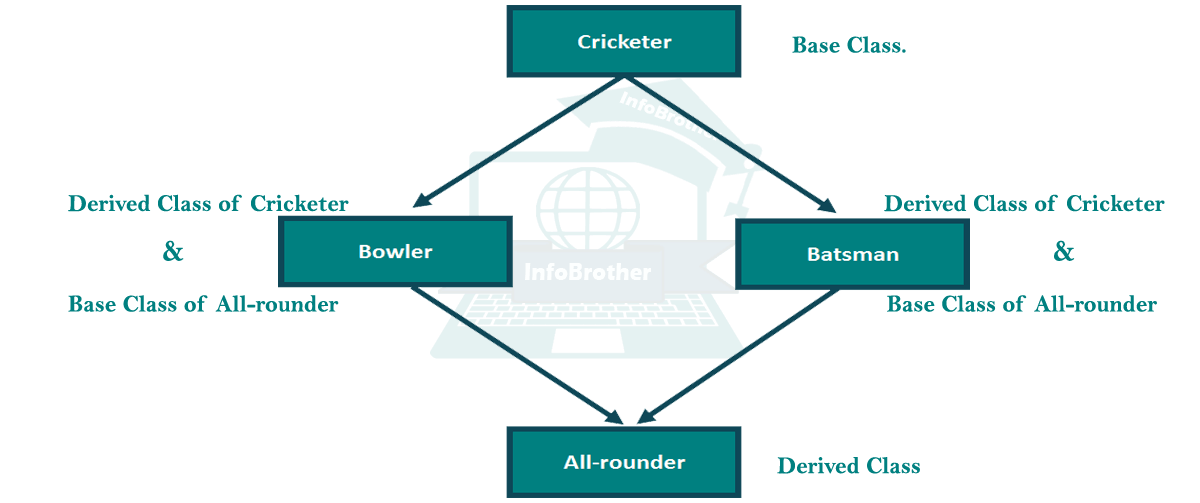 Cricketer
Base Class.
InfoBrother
Derived Class of Cricketer
&
Base Class of All-rounder
Bowler
InfoBrother
Batsman
Derived Class of Cricketer
&
Base Class of All-rounder
All-rounder
Derived Class